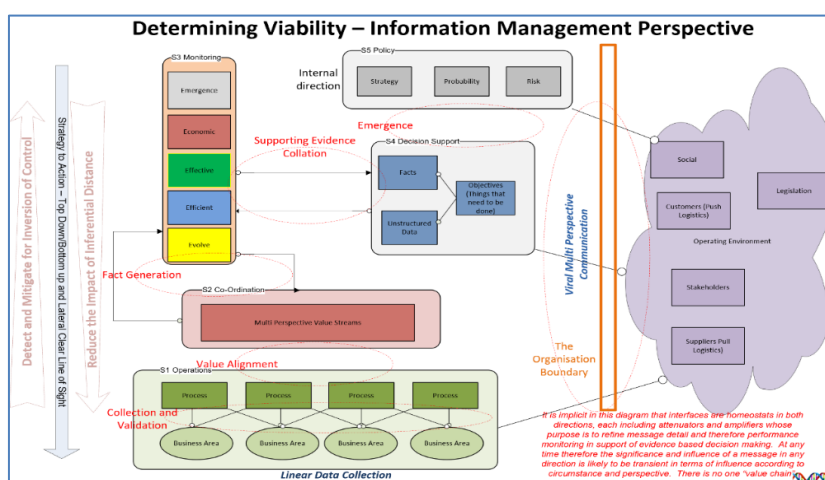 Determining Viability – Information Management Perspective
S3 Monitoring
Emergence
Economic
Effective
Efficient
Evolve
S5 Policy
Internal
direction
Strategy
Probability
Risk
Emergence
Supporting Evidence
Collation
S4 Decision Support
Facts
Unstructured
Data
Objectives
(Things that
need to be
done)
Fact Generation
S2 Co-Ordination
Multi Perspective Value Streams
Value Alignment
S1 Operations
Process
Process
Process
Process
Collection and
Validation
Business Area
Business Area
Business Area
Business Area
Linear Data Collection
Detect and Mitigate for Inversion of Control
Strategy to Action – Top Down/Bottom up and Lateral Clear Line of Sight
Reduce the Impact of Inferential Distance
Viral Multi Perspective
Communication
The
Organisation
Boundary
Social
Legislation
Customers (Push
Logistics)
Operating Environment
Stakeholders
Suppliers Pull
Logistics)
It is implicit in this diagram that interfaces are homeostats in both
directions, each including attenuators and amplifiers whose
purpose is to refine message detail and therefore performance
monitoring in support of evidence based decision making. At any
time therefore the significance and influence of a message in any
direction is likely to be transient in terms of influence according to
circumstance and perspective. There is no one “value chain”